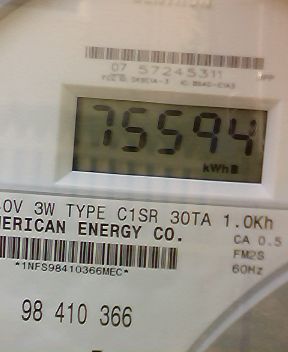 07 57245311
75594
kWh
0V 3W TYPE C1SR 30TA 1.0Kh
MERICAN ENERGY CO.
CA 0.5
*1NFS98410366MEC*
FM2S
60Hz
98 410 366